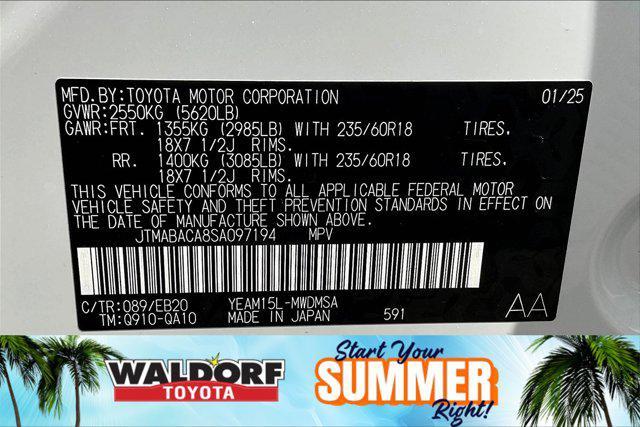 MFD.BY:TOYOTA MOTOR CORPORATION 01/25
GVWR:2550KG (5620LB)
GAWR:FRT. 1355KG (2985LB) WITH 235/60R18 TIRES.
18X7 1/2J RIMS.
RR. 1400KG (3085LB) WITH 235/60R18 TIRES.
18X7 1/2J RIMS.
THIS VEHICLE CONFORMS TO ALL APPLICABLE FEDERAL MOTOR
VEHICLE SAFETY AND THEFT PREVENTION STANDARDS IN EFFECT
ON THE DATE OF MANUFACTURE SHOWN ABOVE.
JTMABACA8SA097194 MPV
C/TR:089/EB20 YEAM15L-MWDMSA
TM:Q910-QA10 MADE IN JAPAN 591 AA
WALDORF
TOYOTA
Start Your
SUMMER
Right!